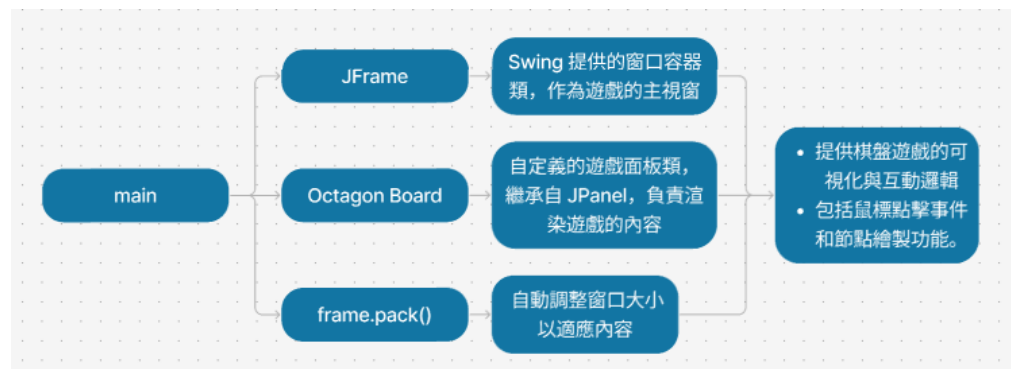 main
JFrame
Swing 提供的窗口容器
類，作為遊戲的主視窗
Octagon Board
自定義的遊戲面板類，
繼承自 JPanel，負責渲
染遊戲的內容
frame.pack()
自動調整窗口大小
以適應內容
• 提供棋盤遊戲的可
視化與互動邏輯
• 包括鼠標點擊事件
和節點繪製功能。